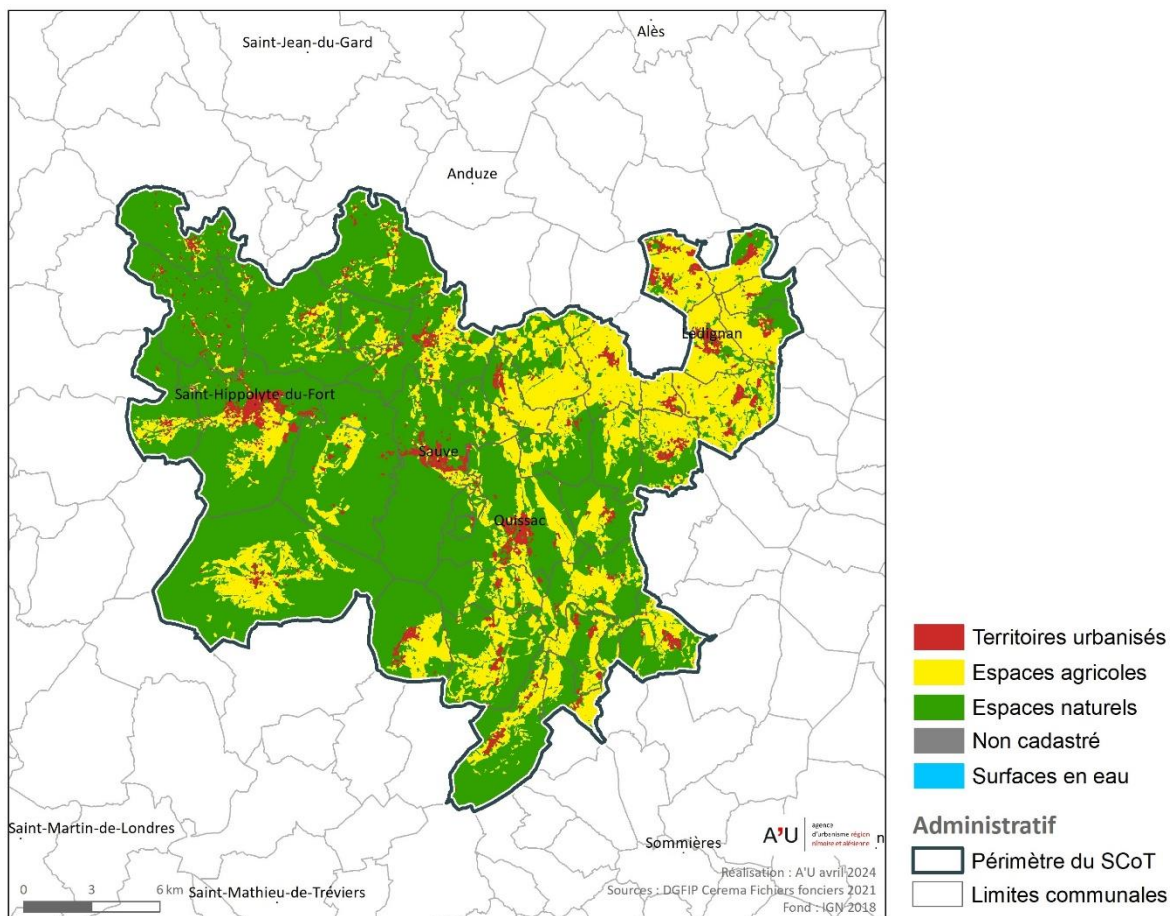 Saint-Jean-du-Gard
Alès
Anduze
Lédignan
Saint-Hippolyte-du-Fort
Sauve
Quissac
Territoires urbanisés
Espaces agricoles
Espaces naturels
Non cadastré
Surfaces en eau
Administratif
Périmètre du SCoT
Limites communales
Saint-Martin-de-Londres
Sommières
A'U
agence
d'urbanisme région
nîmoise et alésienne
n
Réalisation : A'U avril 2024
Sources : DGFIP Cerema Fichiers fonciers 2021
Fond : IGN 2018
0 3 6 km
Saint-Mathieu-de-Tréviers